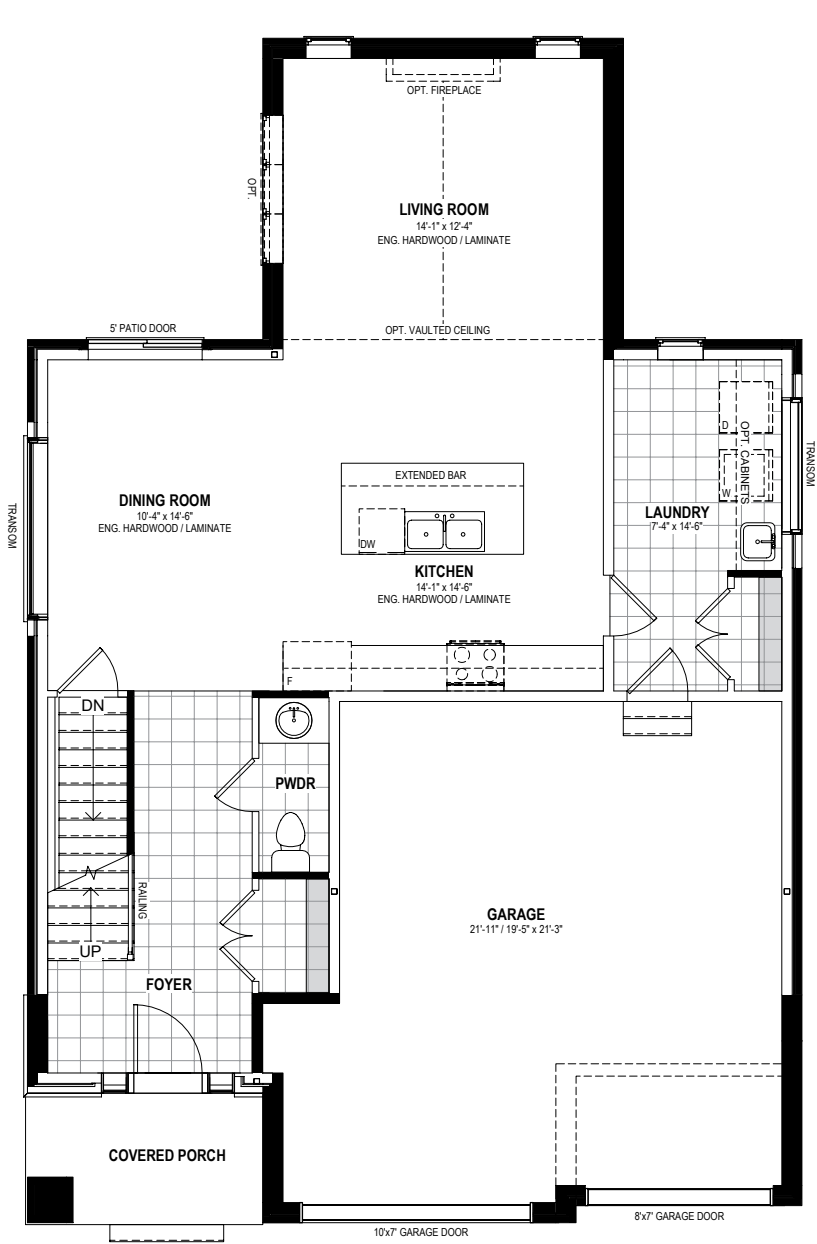 OPT. FIREPLACE
OPT.
LIVING ROOM
14'-1" x 12'-4"
ENG. HARDWOOD / LAMINATE
5' PATIO DOOR
OPT. VAULTED CEILING
TRANSOM
DINING ROOM
10'-4" x 14'-6"
ENG. HARDWOOD / LAMINATE
EXTENDED BAR
DW
KITCHEN
14'-1" x 14'-6"
ENG. HARDWOOD / LAMINATE
F
D
OPT. CABINETS
W
LAUNDRY
7'-4" x 14'-6"
TRANSOM
DN
PWDR
RAILING
UP
FOYER
GARAGE
21'-11" / 19'-5" x 21'-3"
COVERED PORCH
10'x7' GARAGE DOOR
8'x7' GARAGE DOOR